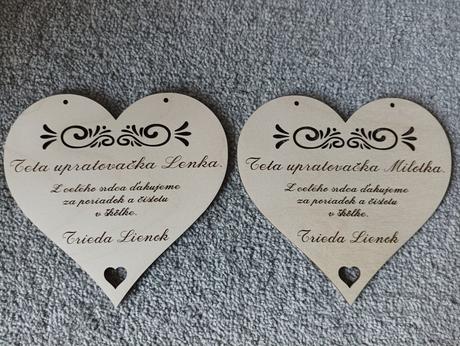 Teta upratovačka Lenka.
Z celého srdca ďakujeme
za poriadok a čistotu
v škôlke.
Trieda Lienok
Teta upratovačka Milotka.
Z celého srdca ďakujeme
za poriadok a čistotu
v škôlke.
Trieda Lienok